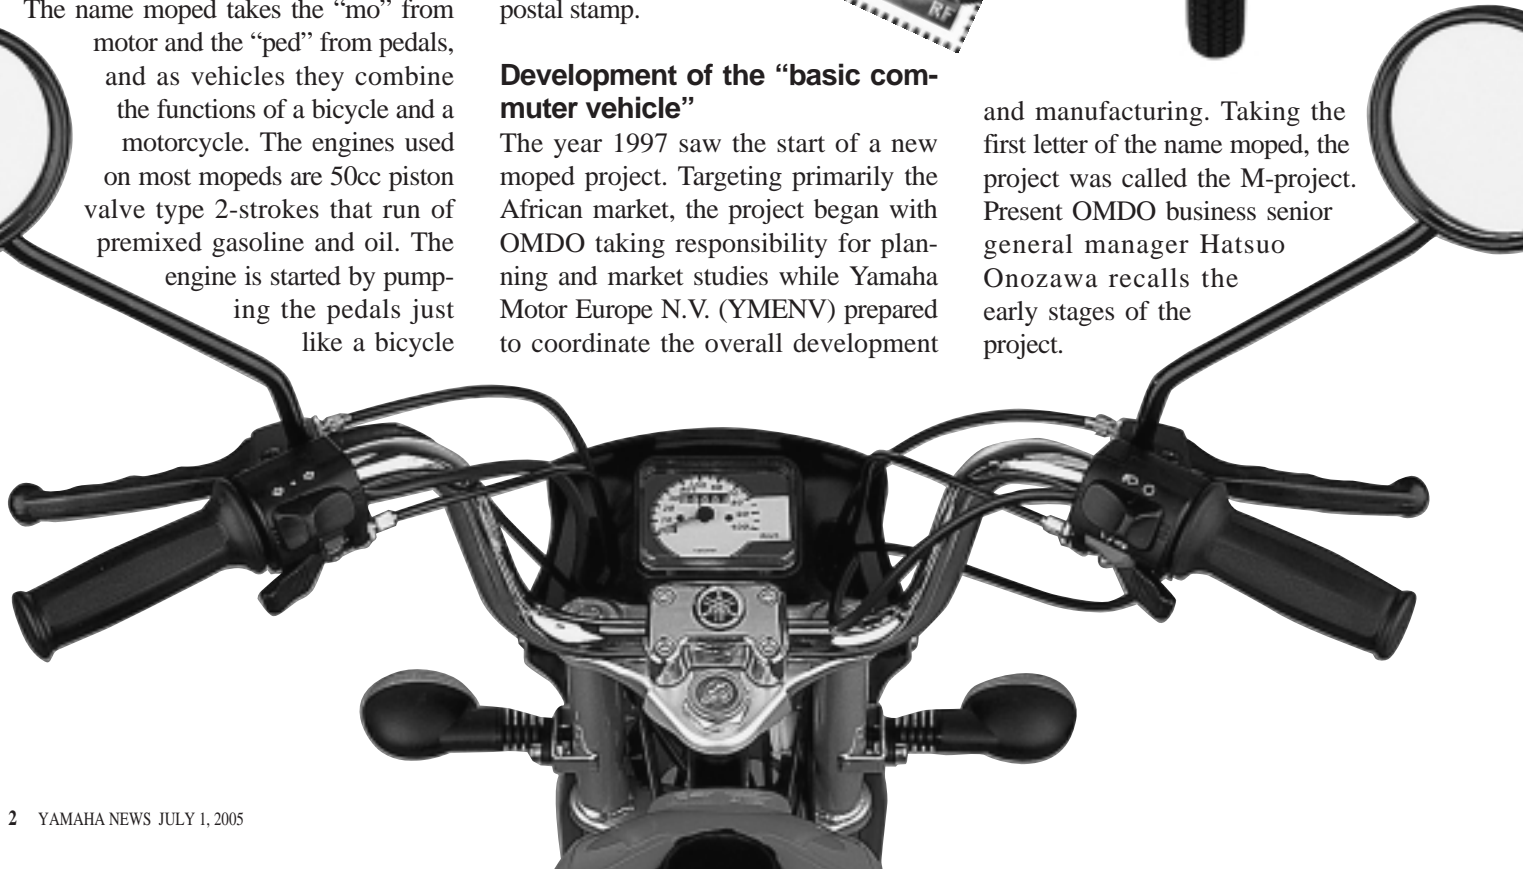 The name moped takes the “mo” from
motor and the “ped” from pedals,
and as vehicles they combine
the functions of a bicycle and a
motorcycle. The engines used
on most mopeds are 50cc piston
valve type 2-strokes that run of
premixed gasoline and oil. The
engine is started by pump-
ing the pedals just
like a bicycle
postal stamp.
RF
Development of the “basic com-
muter vehicle”
The year 1997 saw the start of a new
moped project. Targeting primarily the
African market, the project began with
OMDO taking responsibility for plan-
ning and market studies while Yamaha
Motor Europe N.V. (YMENV) prepared
to coordinate the overall development
and manufacturing. Taking the
first letter of the name moped, the
project was called the M-project.
Present OMDO business senior
general manager Hatsuo
Onozawa recalls the
early stages of the
project.
2 YAMAHA NEWS JULY 1, 2005